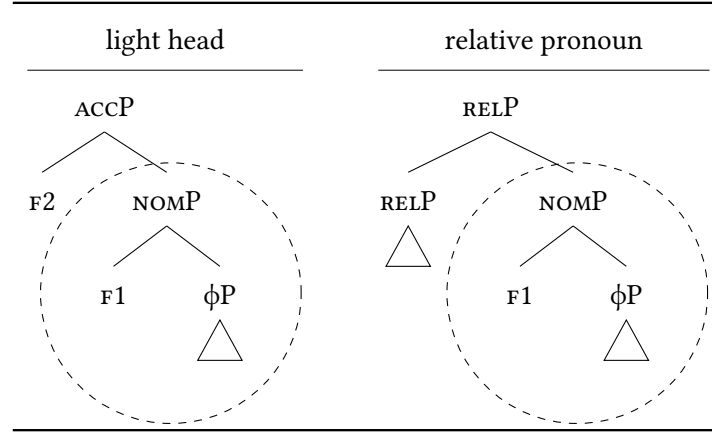 light head relative pronoun
ACCP RELP
F2 NOMP RELP NOMP
F1 ϕP F1 ϕP